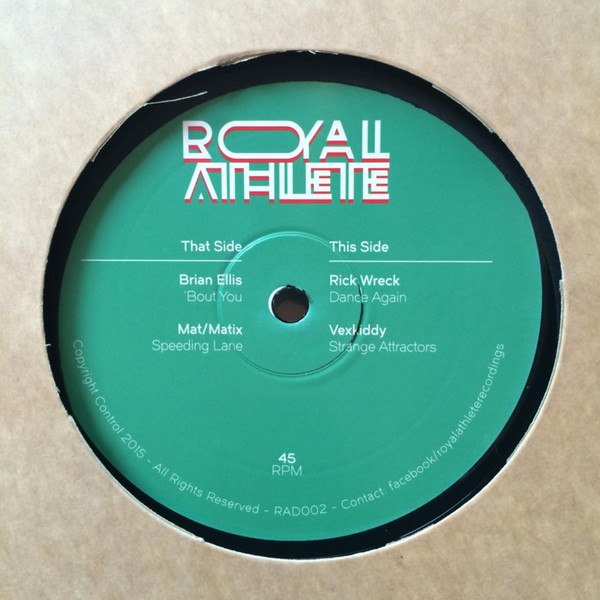 ROYAL
ATHLETE
That Side
Brian Ellis
'Bout You
Mat/Matix
Speeding Lane
This Side
Rick Wreck
Dance Again
Vexkiddy
Strange Attractors
45
RPM
Copyright Control 2015 - All Rights Reserved - RAD002 - Contact: facebook/royalathleterecordings